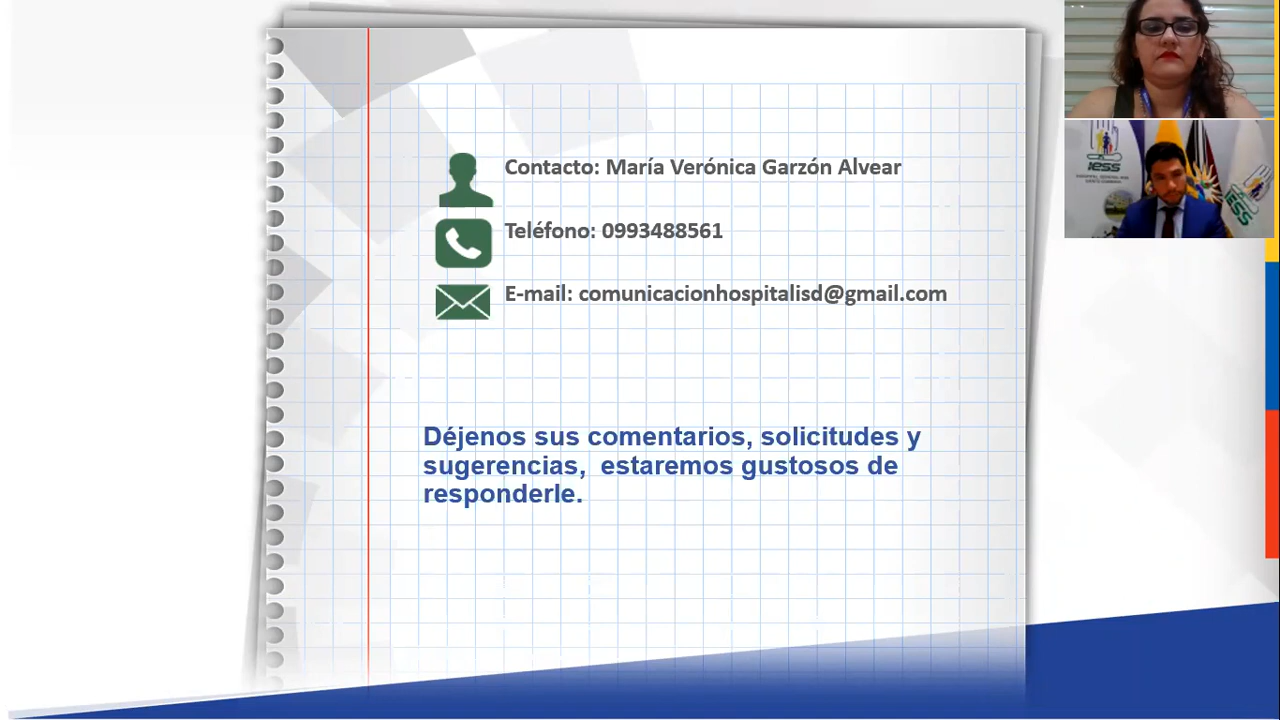 Contacto: María Verónica Garzón Alvear
Teléfono: 0993488561
E-mail: comunicacionhospitalisd@gmail.com
Déjenos sus comentarios, solicitudes y
sugerencias,  estaremos gustosos de
responderle.
IESS
IESS